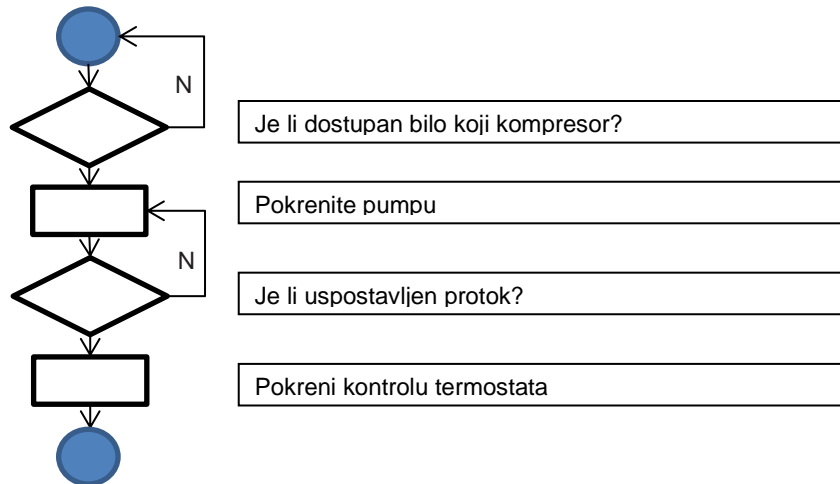 N
Je li dostupan bilo koji kompresor?
Pokrenite pumpu
N
Je li uspostavljen protok?
Pokreni kontrolu termostata